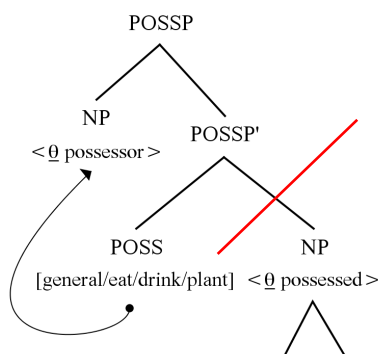 POSSP
NP
POSSP'
<θ possessor>
POSS
NP
[general/eat/drink/plant]
<θ possessed>